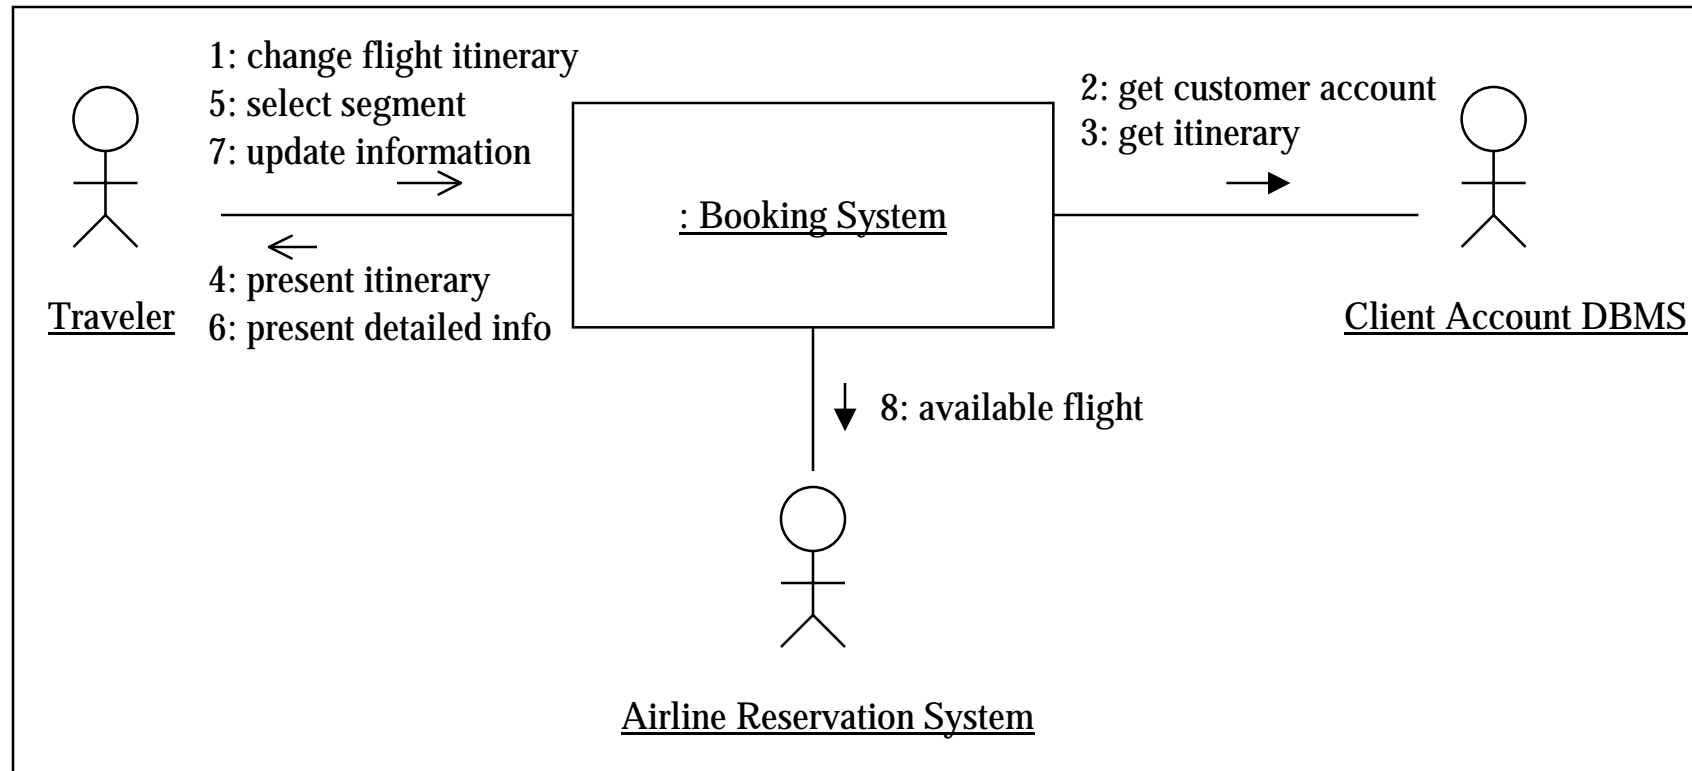 1: change flight itinerary
5: select segment
7: update information
2: get customer account
3: get itinerary
: Booking System
4: present itinerary
6: present detailed info
Traveler
Client Account DBMS
8: available flight
Airline Reservation System